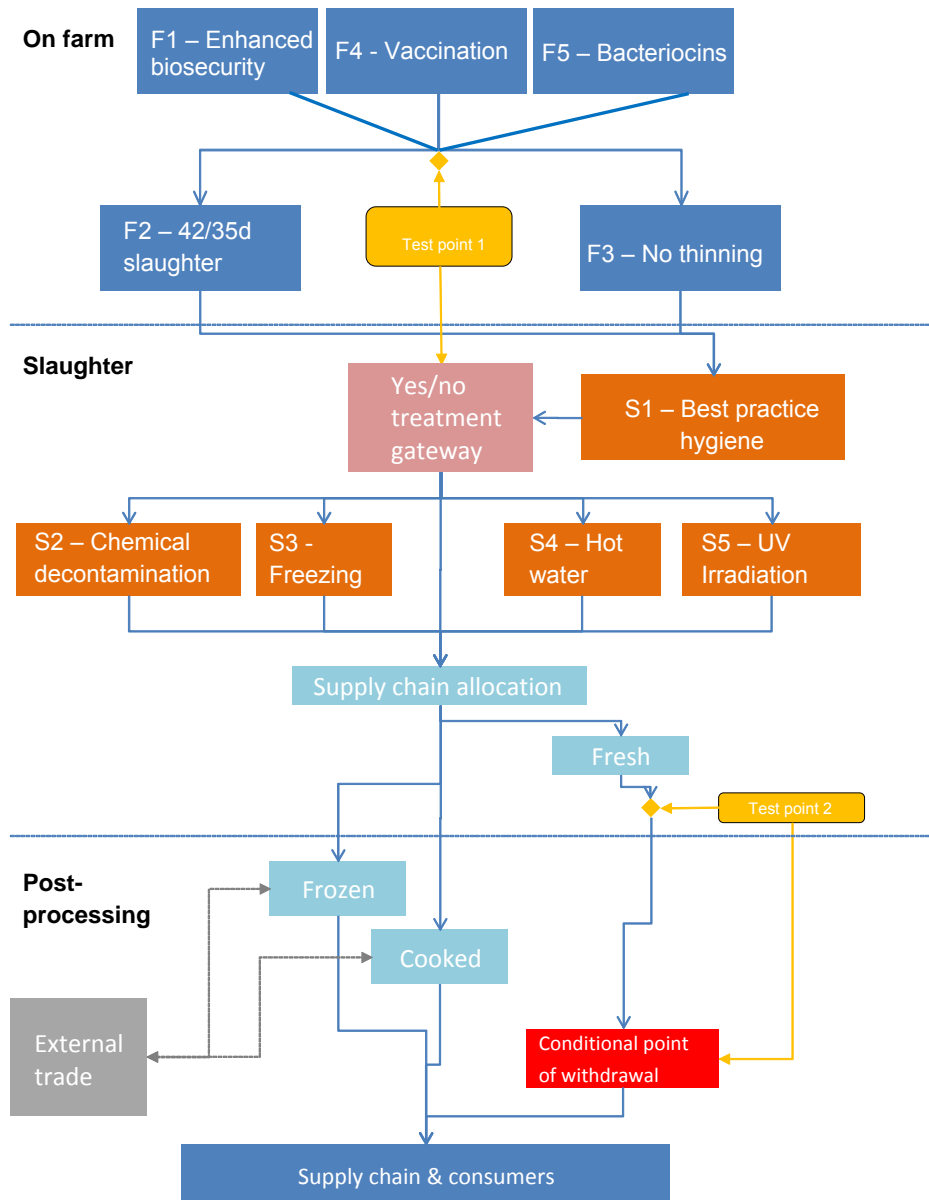 On farm
F1 – Enhanced
biosecurity
F4 - Vaccination
F5 – Bacteriocins
F2 – 42/35d
slaughter
Test point 1
F3 – No thinning
Slaughter
Yes/no
treatment
gateway
S1 – Best practice
hygiene
S2 – Chemical
decontamination
S3 -
Freezing
S4 – Hot
water
S5 – UV
Irradiation
Supply chain allocation
Fresh
Test point 2
Post-
processing
Frozen
Cooked
External
trade
Conditional point
of withdrawal
Supply chain & consumers